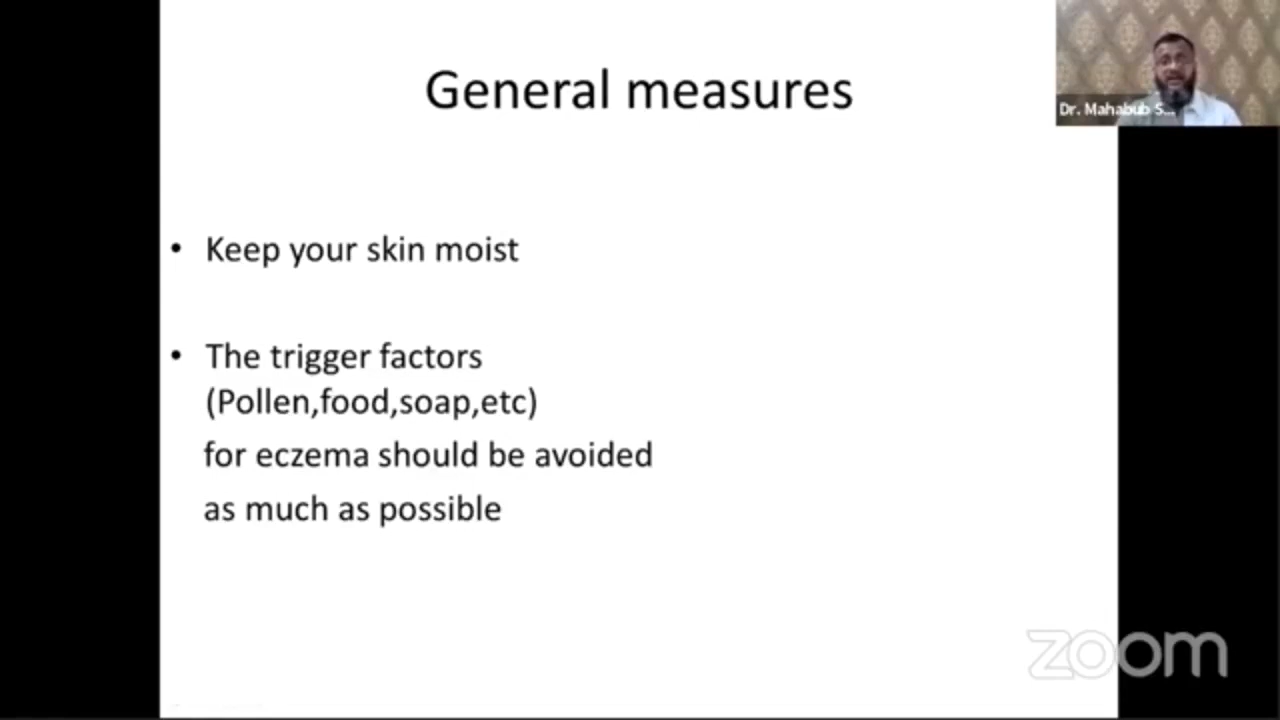 General measures
Dr. Mahabub S...
• Keep your skin moist
• The trigger factors
(Pollen,food,soap,etc)
for eczema should be avoided
as much as possible
zoom